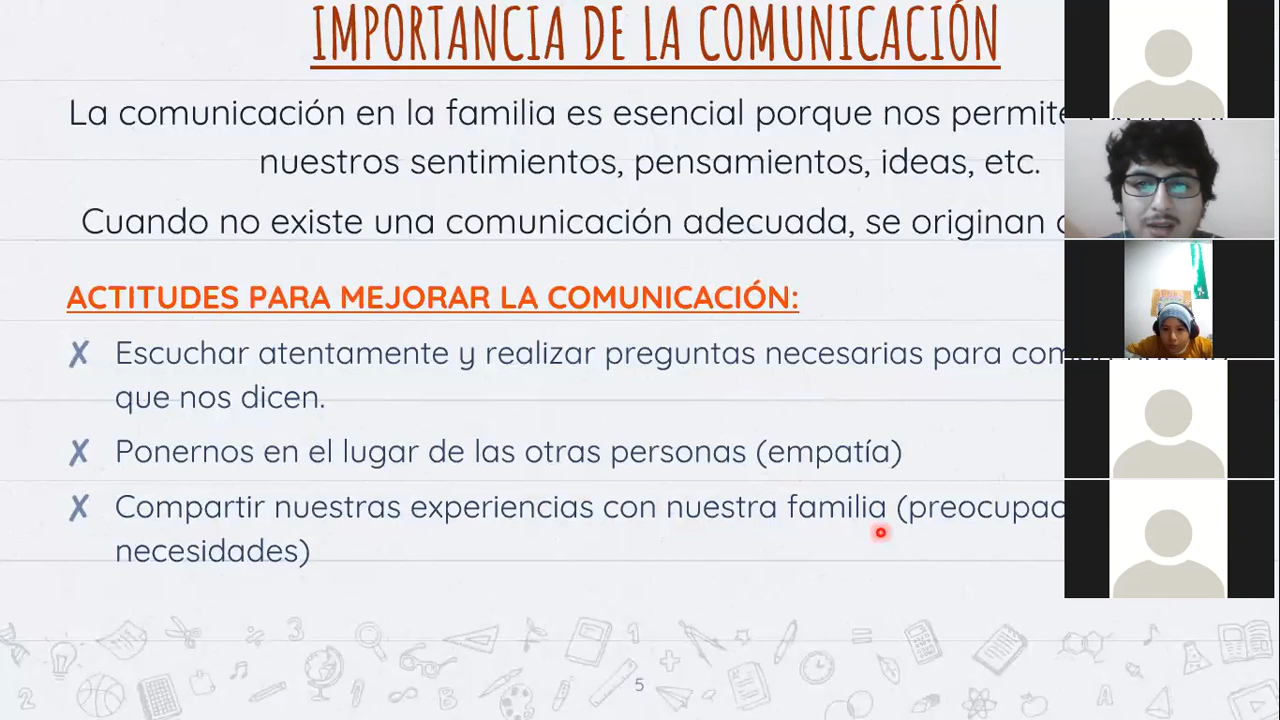 IMPORTANCIA DE LA COMUNICACIÓN
La comunicación en la familia es esencial porque nos permite
nuestros sentimientos, pensamientos, ideas, etc.
Cuando no existe una comunicación adecuada, se originan
ACTITUDES PARA MEJORAR LA COMUNICACIÓN:
✗ Escuchar atentamente y realizar preguntas necesarias para
que nos dicen.
✗ Ponernos en el lugar de las otras personas (empatía)
✗ Compartir nuestras experiencias con nuestra familia
necesidades)
5